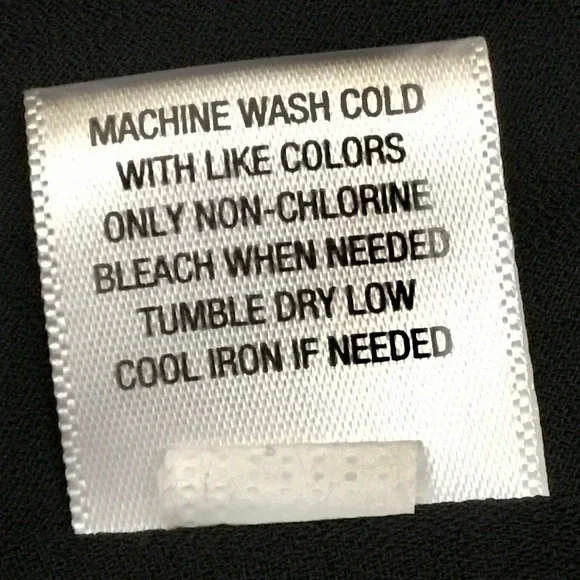 MACHINE WASH COLD
WITH LIKE COLORS
ONLY NON-CHLORINE
BLEACH WHEN NEEDED
TUMBLE DRY LOW
COOL IRON IF NEEDED